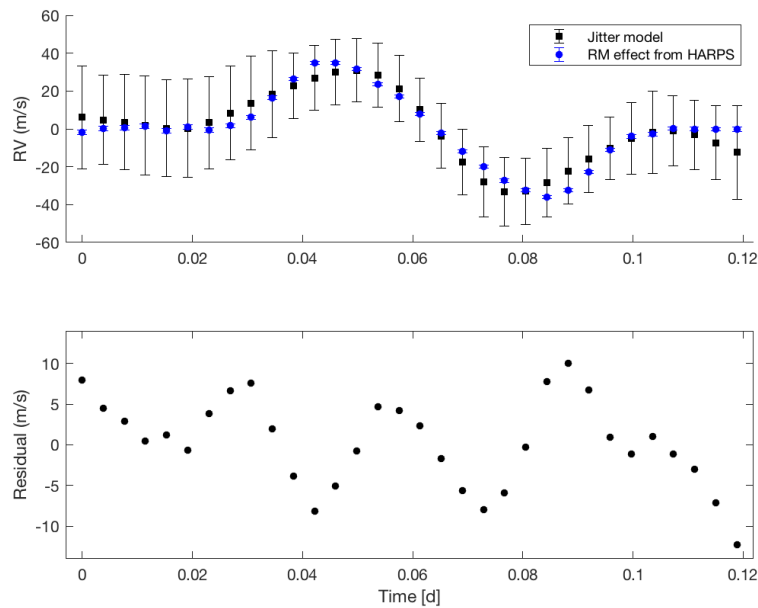 60
40
20
0
-20
-40
-60
RV (m/s)
Jitter model
RM effect from HARPS
0 0.02 0.04 0.06 0.08 0.1 0.12
10
5
0
-5
-10
Residual (m/s)
0 0.02 0.04 0.06 0.08 0.1 0.12
Time [d]